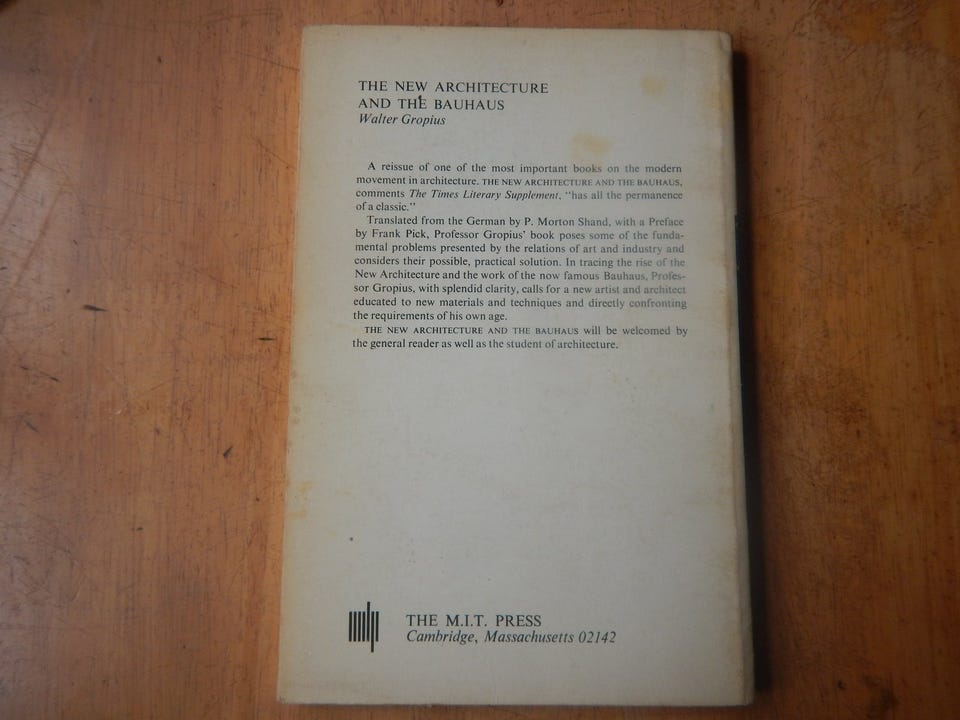 THE NEW ARCHITECTURE
AND THE BAUHAUS
Walter Gropius
A reissue of one of the most important books on the modern
movement in architecture. THE NEW ARCHITECTURE AND THE BAUHAUS,
comments The Times Literary Supplement, “has all the permanence
of a classic.”
Translated from the German by P. Morton Shand, with a Preface
by Frank Pick, Professor Gropius’ book poses some of the funda-
mental problems presented by the relations of art and industry and
considers their possible, practical solution. In tracing the rise of the
New Architecture and the work of the now famous Bauhaus, Profes-
sor Gropius, with splendid clarity, calls for a new artist and architect
educated to new materials and techniques and directly confronting
the requirements of his own age.
THE NEW ARCHITECTURE AND THE BAUHAUS will be welcomed by
the general reader as well as the student of architecture.
THE M.I.T. PRESS
Cambridge, Massachusetts 02142